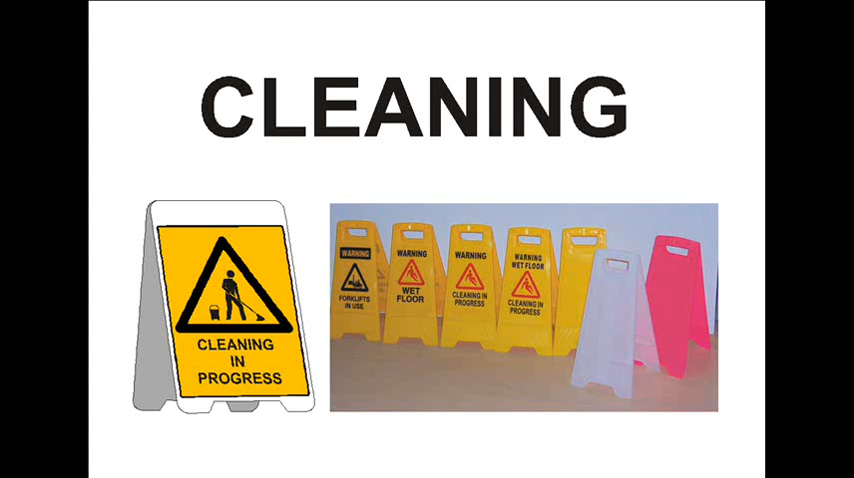 CLEANING
CLEANING
IN
PROGRESS
WARNING
FORKLIFTS
IN USE
WARNING
WET
FLOOR
WARNING
CLEANING IN
PROGRESS
WARNING
WET FLOOR
CLEANING IN
PROGRESS